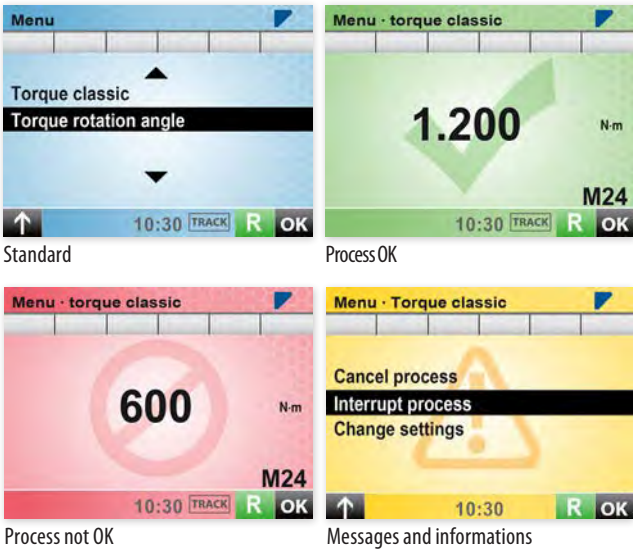 Menu
Torque classic
Torque rotation angle
10:30 TRACK R OK
Standard
Menu · torque classic
1.200 N·m
M24
10:30 TRACK R OK
Process OK
Menu · torque classic
600 N·m
M24
10:30 TRACK R OK
Process not OK
Menu · Torque classic
Cancel process
Interrupt process
Change settings
10:30 R OK
Messages and informations